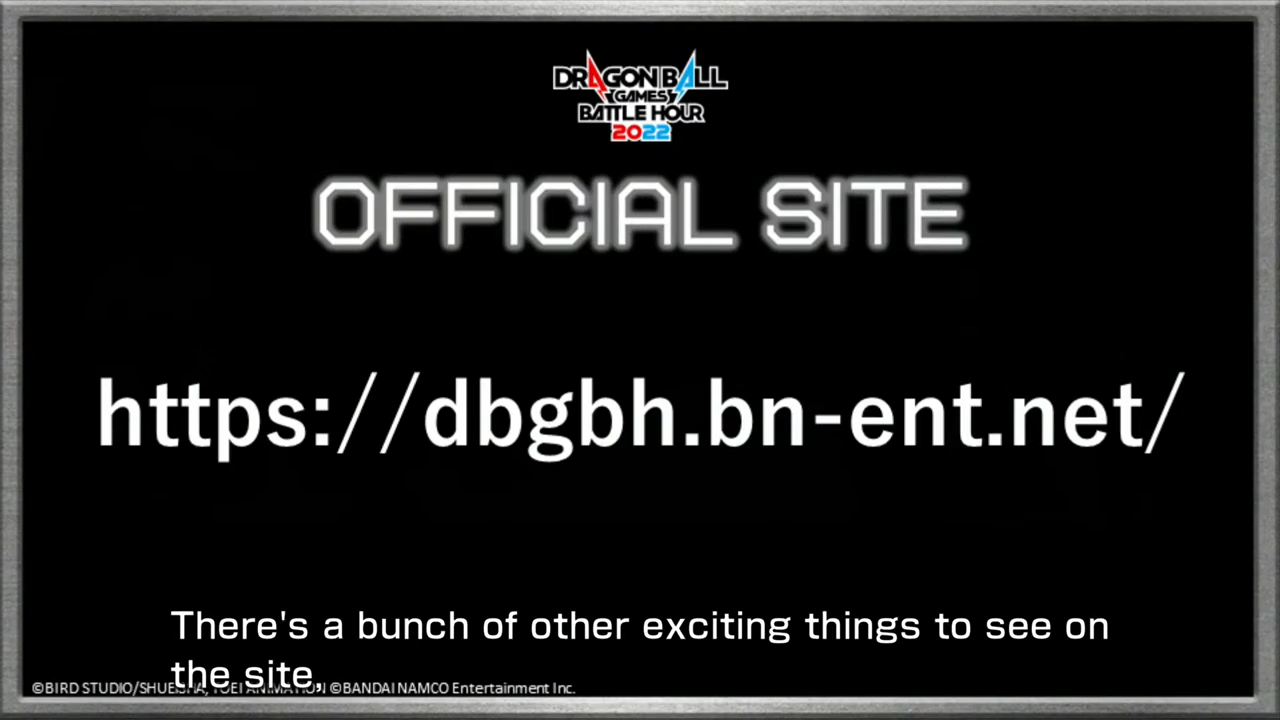 DRAGON BALL
GAMES
BATTLE HOUR
2022
OFFICIAL SITE
https://dbgbh.bn-ent.net/
There's a bunch of other exciting things to see on
the site,
©BIRD STUDIO/SHUEISHA, TOEI ANIMATION ©BANDAI NAMCO Entertainment Inc.